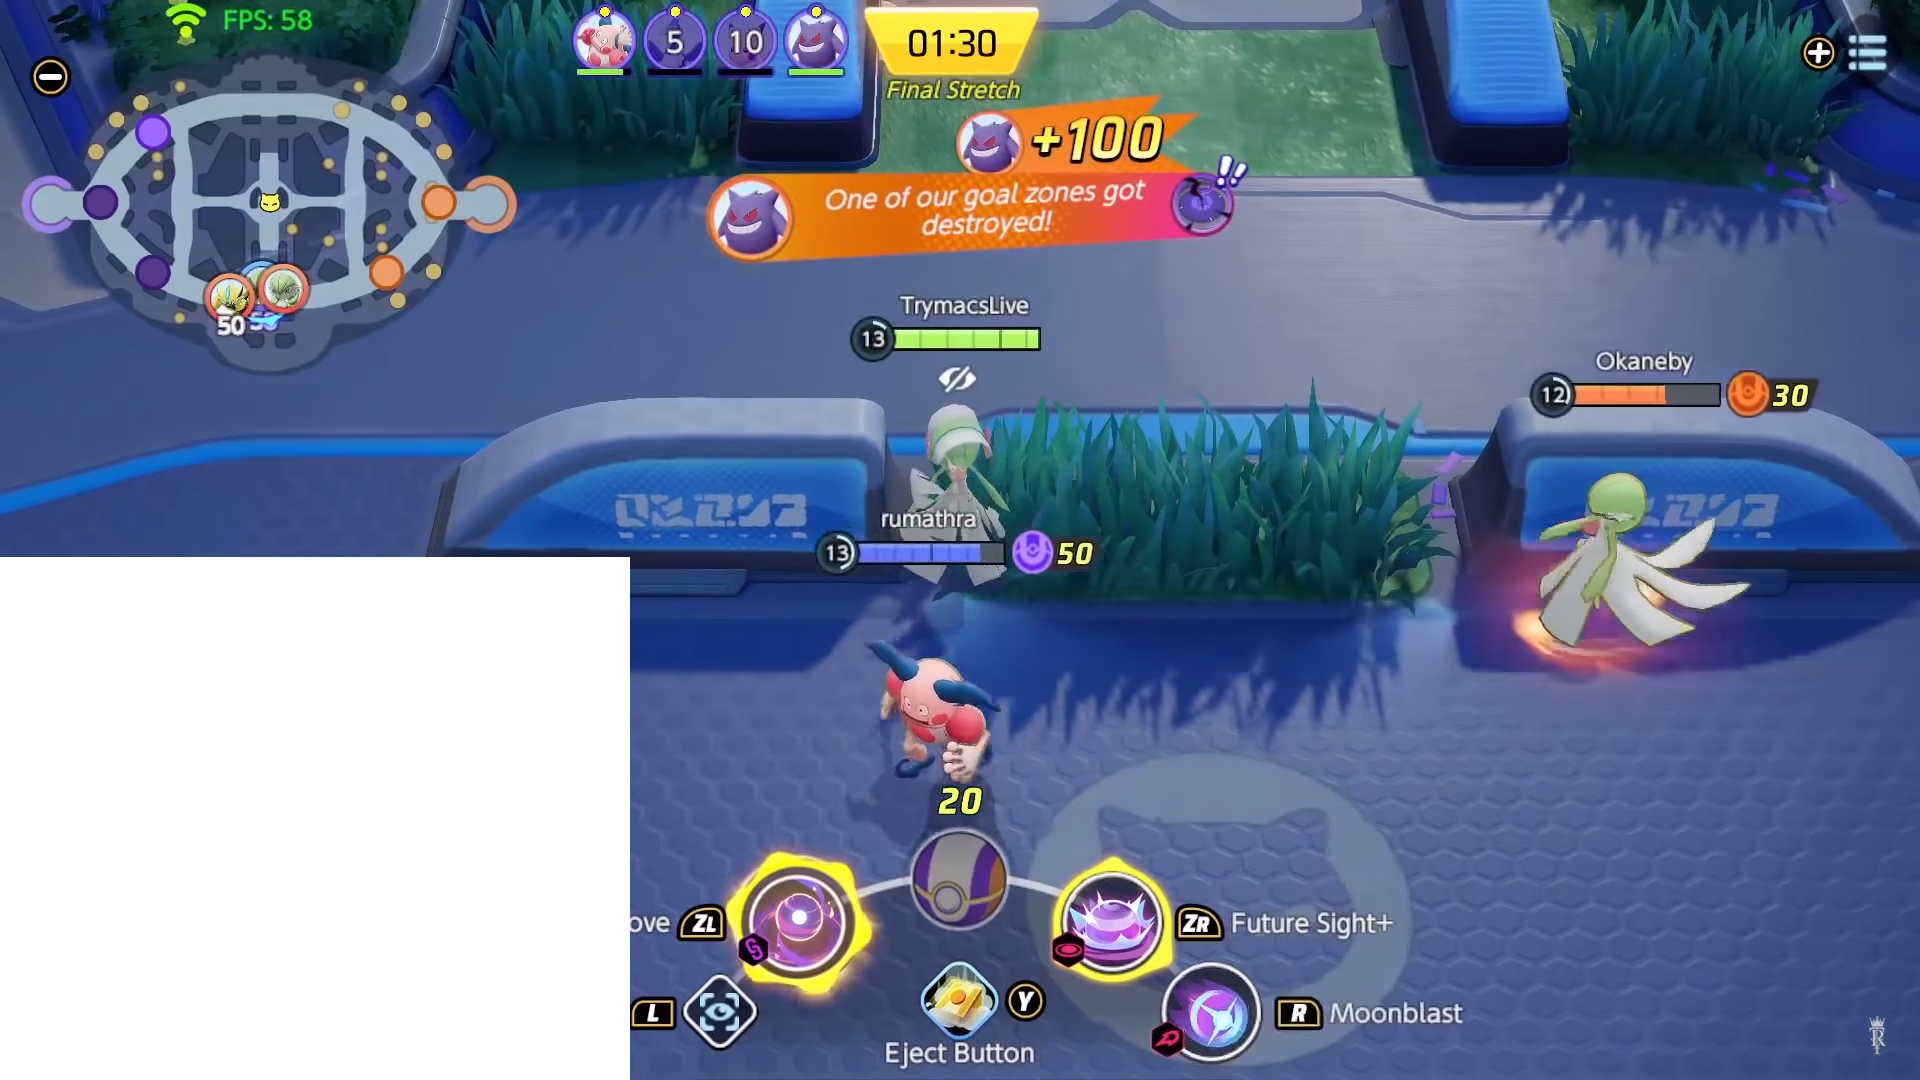 FPS: 58
5
10
01:30
Final Stretch
+100
One of our goal zones got
destroyed!
!!
TrymacsLive
13
Okaneby
12
30
50
rumathra
13
50
20
ove
ZL
ZR
Future Sight+
L
Y
R
Moonblast
Eject Button